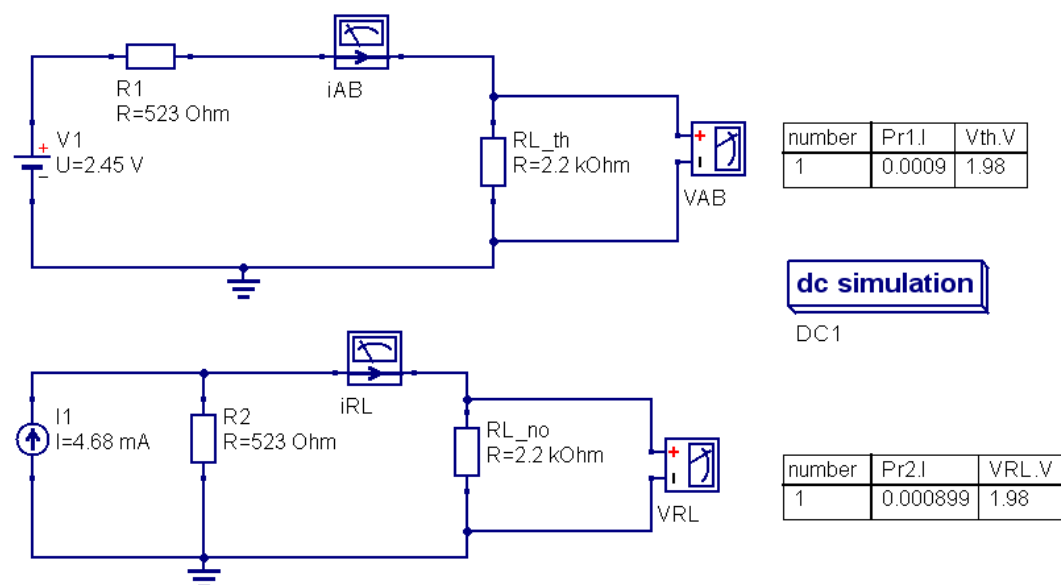 R1
R=523 Ohm
iAB
V1
U=2.45 V
+
_
RL_th
R=2.2 kOhm
+
-
VAB
number Pr1.I Vth.V
1 0.0009 1.98
dc simulation
DC1
I1
I=4.68 mA
R2
R=523 Ohm
iRL
RL_no
R=2.2 kOhm
+
-
VRL
number Pr2.I VRL.V
1 0.000899 1.98